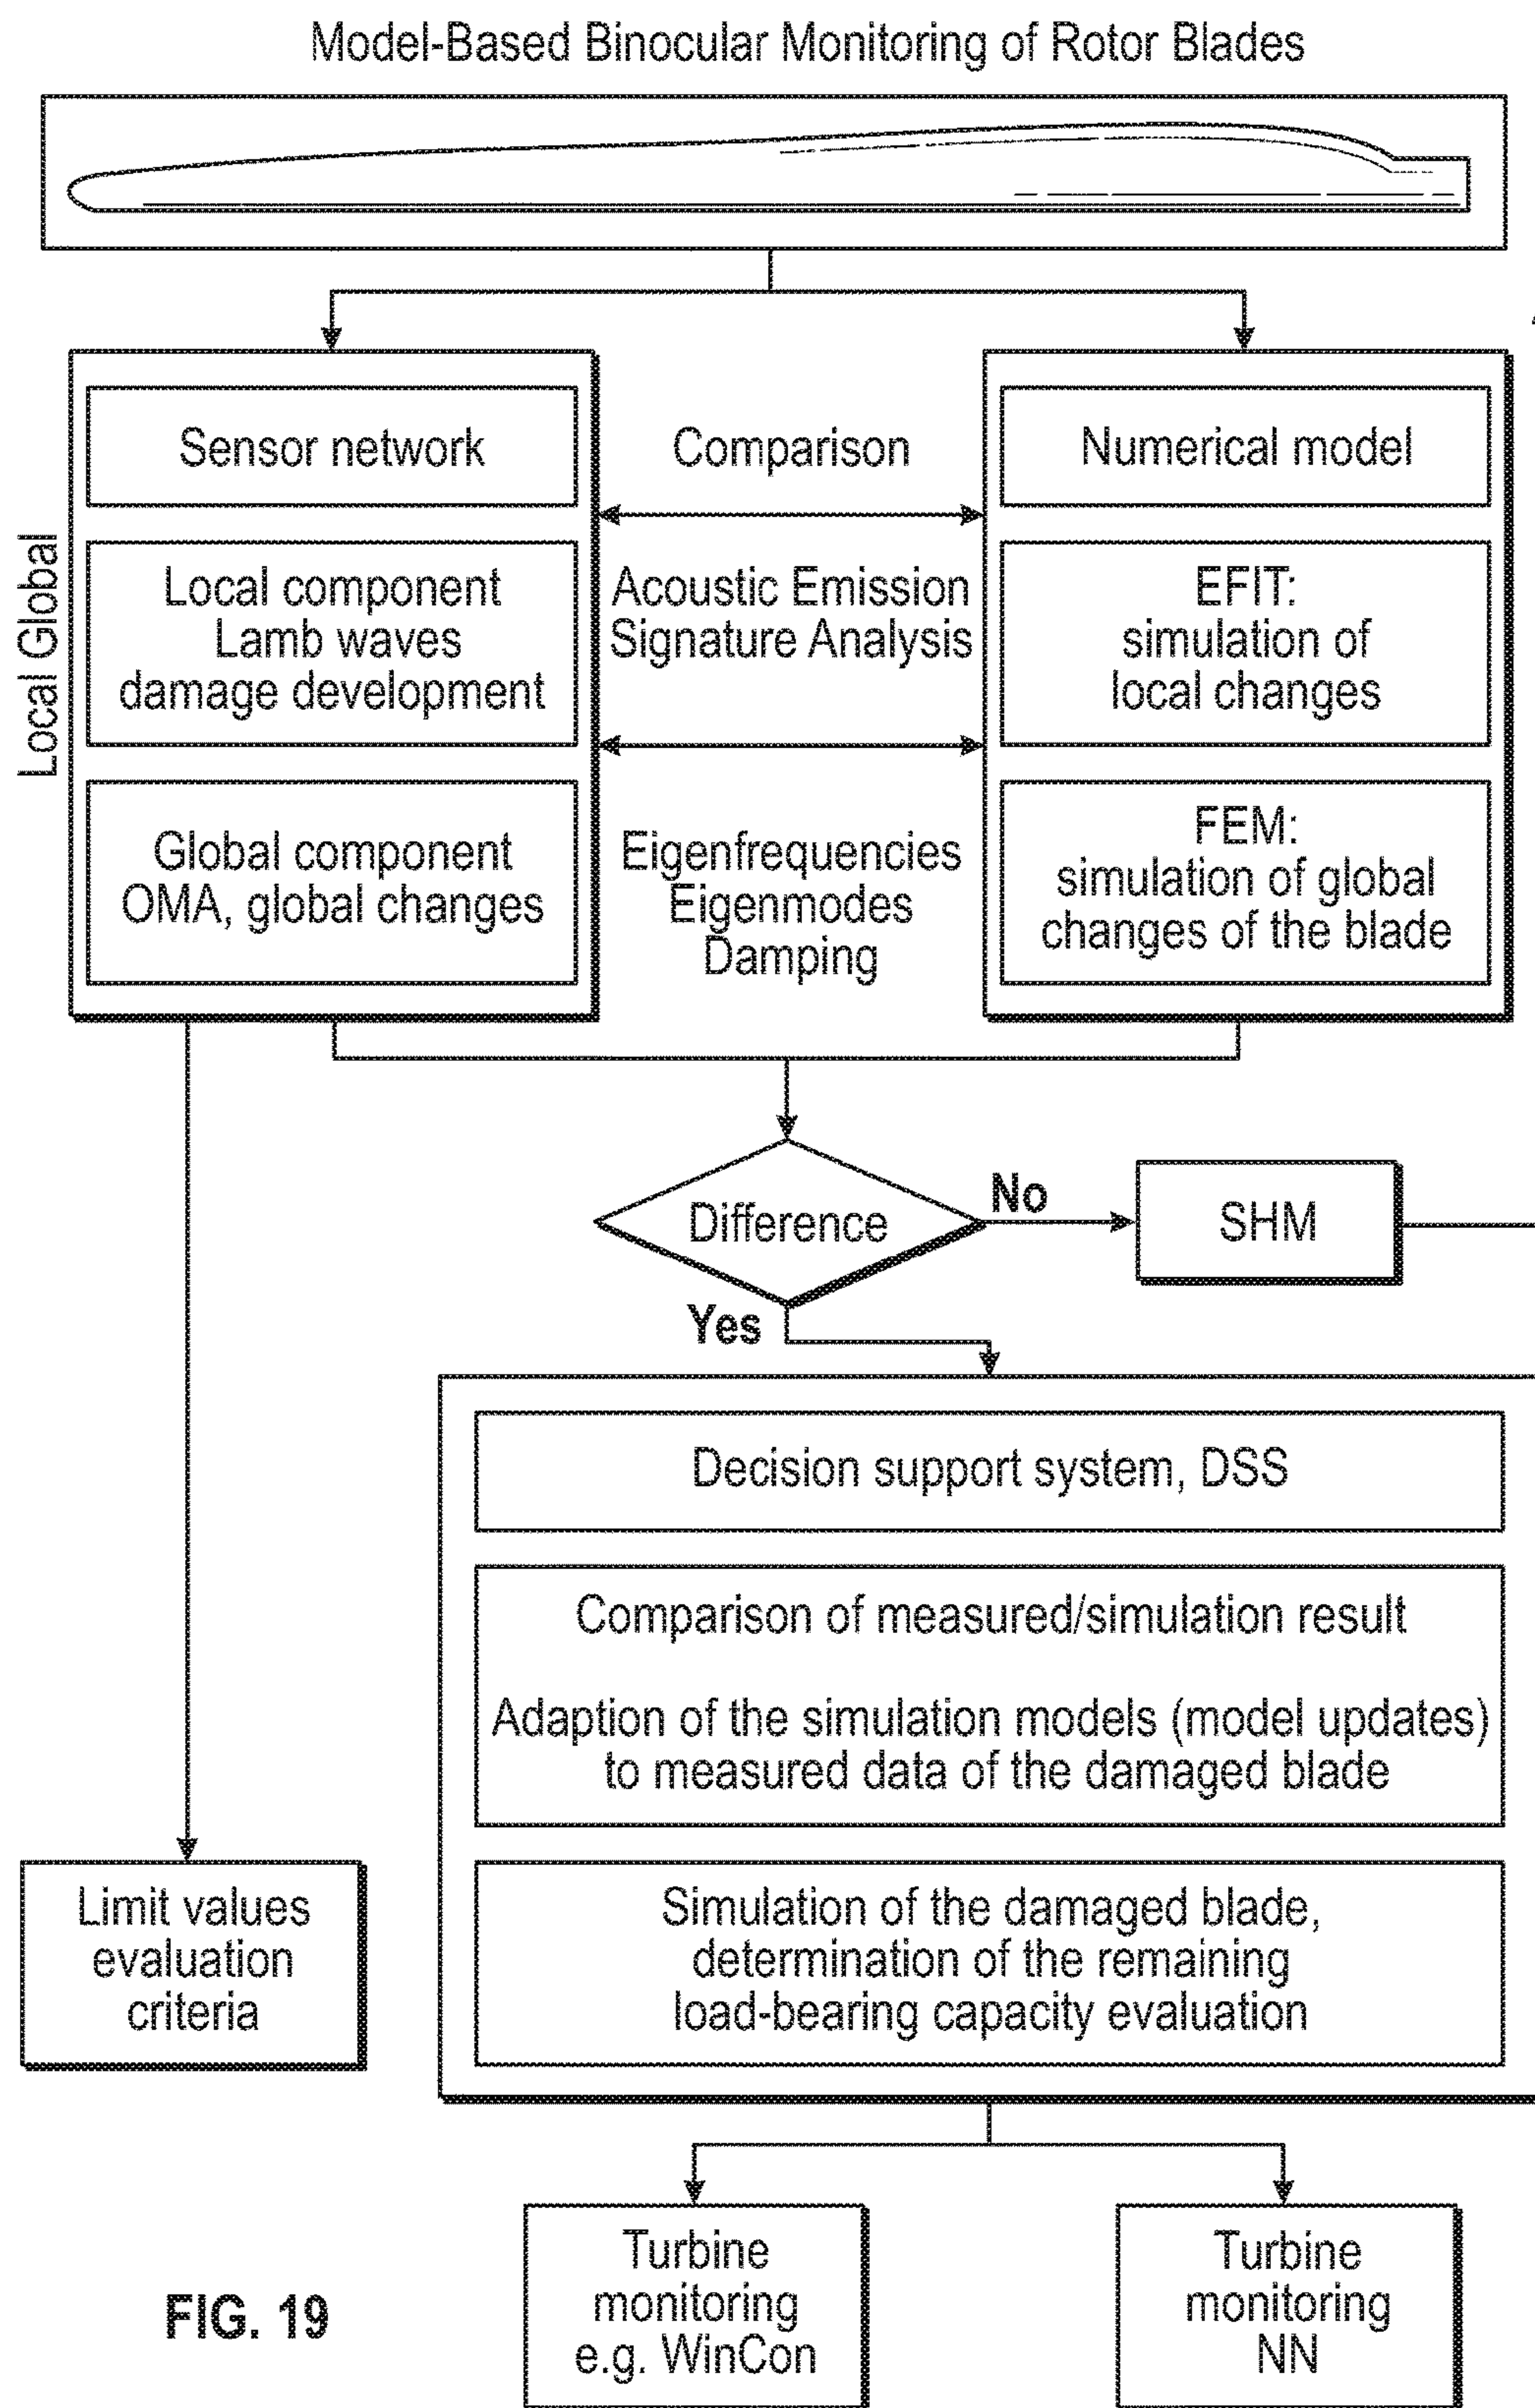 Model-Based Binocular Monitoring of Rotor Blades
Local Global
Sensor network
Comparison
Numerical model
Local component
Lamb waves
damage development
Acoustic Emission
Signature Analysis
EFIT:
simulation of
local changes
Global component
OMA, global changes
Eigenfrequencies
Eigenmodes
Damping
FEM:
simulation of global
changes of the blade
Difference
No
SHM
Yes
Decision support system, DSS
Comparison of measured/simulation result
Adaption of the simulation models (model updates)
to measured data of the damaged blade
Limit values
evaluation
criteria
Simulation of the damaged blade,
determination of the remaining
load-bearing capacity evaluation
Turbine
monitoring
e.g. WinCon
Turbine
monitoring
NN
FIG. 19